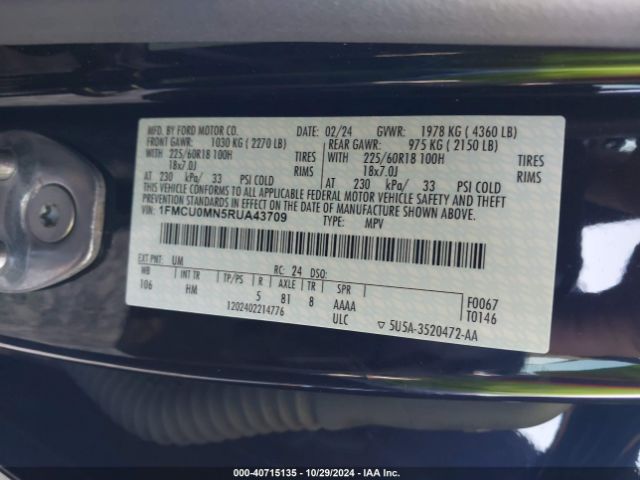 MFD. BY FORD MOTOR CO. 02/24 GVWR: 1978 KG ( 4360 LB)
FRONT GAWR: 1030 KG ( 2270 LB) REAR GAWR: 975 KG ( 2150 LB)
WITH 225/60R18 100H TIRES WITH 225/60R18 100H TIRES
18x7.0J RIMS 18x7.0J RIMS
AT 230 kPa/ 33 PSI COLD AT 230 kPa/ 33 PSI COLD
THIS VEHICLE CONFORMS TO ALL APPLICABLE FEDERAL MOTOR VEHICLE SAFETY AND THEFT
PREVENTION STANDARDS IN EFFECT ON THE DATE OF MANUFACTURE SHOWN ABOVE.
1FMCU0MN5RUA43709 TYPE: MPV
EXT PNT: UM RC: 24 DSO:
WB INT TR TP/PS R AXLE TR SPR
106 HM 5 81 8 AAAA
1202402214776 ULC
F0067
T0146
▽ 5U5A-3520472-AA
000-40715135 - 10/29/2024 - IAA Inc.